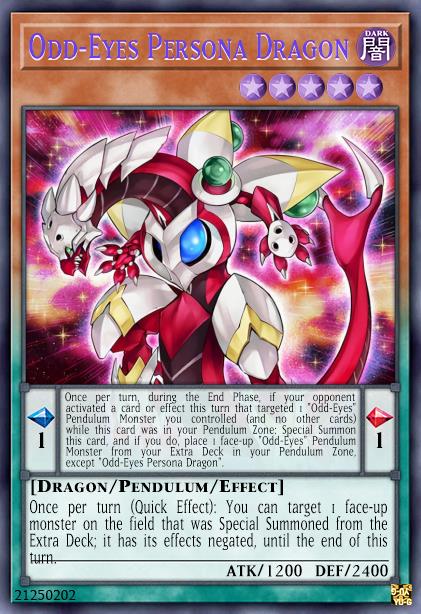 ODD-EYES PERSONA DRAGON
DARK
闇
Once per turn, during the End Phase, if your opponent
activated a card or effect this turn that targeted 1 "Odd-Eyes"
Pendulum Monster you controlled (and no other cards)
while this card was in your Pendulum Zone: Special Summon
this card, and if you do, place 1 face-up "Odd-Eyes" Pendulum
Monster from your Extra Deck in your Pendulum Zone,
except "Odd-Eyes Persona Dragon".
1
1
[DRAGON/PENDULUM/EFFECT]
Once per turn (Quick Effect): You can target 1 face-up
monster on the field that was Special Summoned from the
Extra Deck; it has its effects negated, until the end of this
turn.
ATK/1200 DEF/2400
21250202